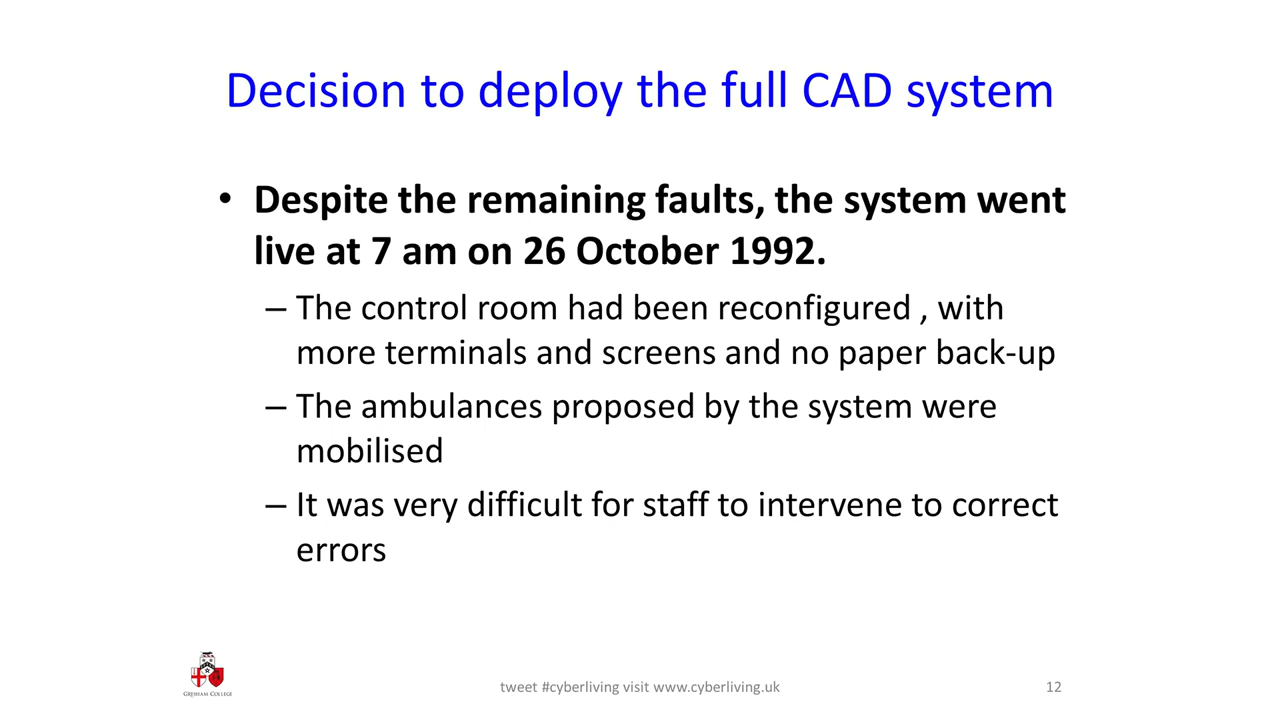 Decision to deploy the full CAD system
• Despite the remaining faults, the system went
live at 7 am on 26 October 1992.
– The control room had been reconfigured , with
more terminals and screens and no paper back-up
– The ambulances proposed by the system were
mobilised
– It was very difficult for staff to intervene to correct
errors
GRESHAM COLLEGE
tweet #cyberliving visit www.cyberliving.uk
12